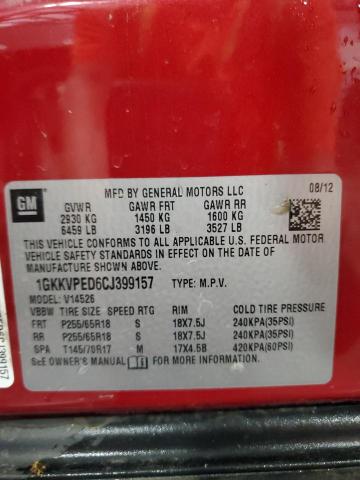 MFD BY GENERAL MOTORS LLC
08/12
GM
GVWR GAWR FRT GAWR RR
2930 KG 1450 KG 1600 KG
6459 LB 3196 LB 3527 LB
THIS VEHICLE CONFORMS TO ALL APPLICABLE U.S. FEDERAL MOTOR
VEHICLE SAFETY STANDARDS IN EFFECT ON THE DATE OF
MANUFACTURE SHOWN ABOVE.
1GKKVPED6CJ399157 TYPE: M.P.V.
MODEL: V14526
VBBW TIRE SIZE SPEED RTG RIM COLD TIRE PRESSURE
FRT P255/65R18 S 18X7.5J 240KPA(35PSI)
RR P255/65R18 S 18X7.5J 240KPA(35PSI)
SPA T145/70R17 M 17X4.5B 420KPA(60PSI)
SEE OWNER'S MANUAL FOR MORE INFORMATION.